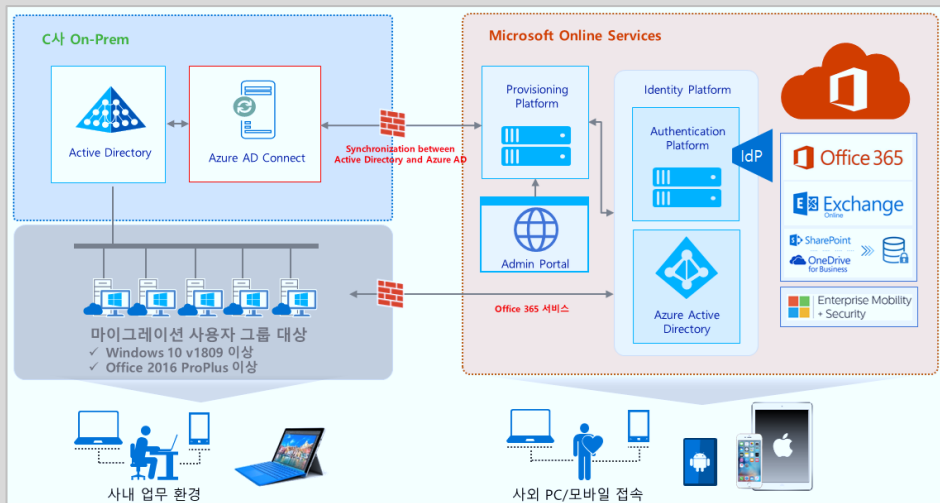 C사 On-Prem
Active Directory
Azure AD Connect
Synchronization between
Active Directory and Azure AD
마이그레이션 사용자 그룹 대상
✓ Windows 10 v1809 이상
✓ Office 2016 ProPlus 이상
Microsoft Online Services
Provisioning
Platform
Admin Portal
Identity Platform
Authentication
Platform
IdP
Azure Active
Directory
Office 365 서비스
Office 365
Exchange
Online
SharePoint
OneDrive
for Business
Enterprise Mobility
+ Security
사내 업무 환경
사외 PC/모바일 접속